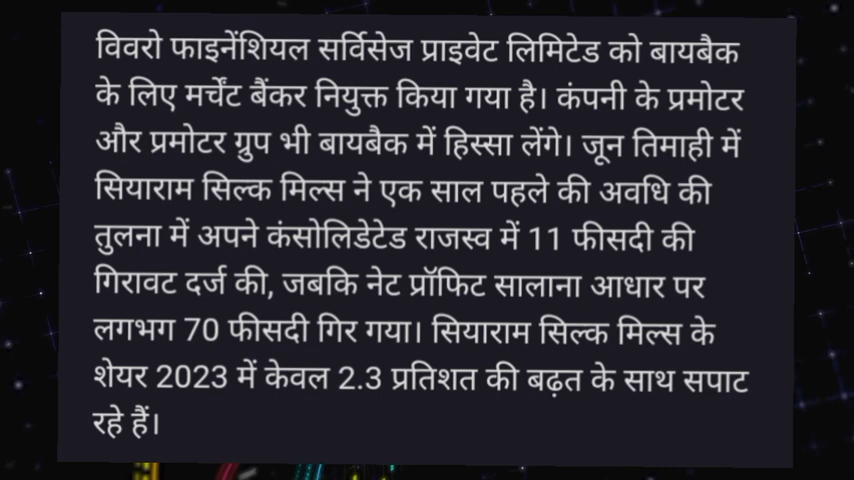 विवरो फाइनेंशियल सर्विसेज प्राइवेट लिमिटेड को बायबैक
के लिए मर्चेंट बैंकर नियुक्त किया गया है। कंपनी के प्रमोटर
और प्रमोटर ग्रुप भी बायबैक में हिस्सा लेंगे। जून तिमाही में
सियाराम सिल्क मिल्स ने एक साल पहले की अवधि की
तुलना में अपने कंसोलिडेटेड राजस्व में 11 फीसदी की
गिरावट दर्ज की, जबकि नेट प्रॉफिट सालाना आधार पर
लगभग 70 फीसदी गिर गया। सियाराम सिल्क मिल्स के
शेयर 2023 में केवल 2.3 प्रतिशत की बढ़त के साथ सपाट
रहे हैं।